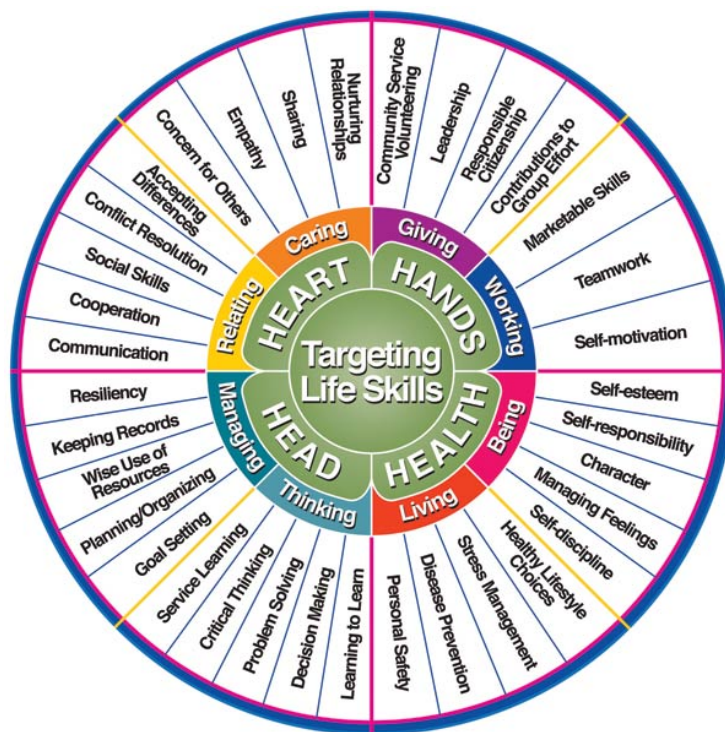 Targeting
Life Skills
HEART
HANDS
HEALTH
HEAD
Caring
Giving
Working
Being
Living
Thinking
Managing
Relating
Nurturing
Relationships
Sharing
Empathy
Concern for Others
Accepting
Differences
Conflict Resolution
Social Skills
Cooperation
Communication
Community Service
Volunteering
Leadership
Responsible
Citizenship
Contributions to
Group Effort
Marketable Skills
Teamwork
Self-motivation
Self-esteem
Self-responsibility
Character
Managing Feelings
Self-discipline
Healthy Lifestyle
Choices
Stress Management
Disease Prevention
Personal Safety
Learning to Learn
Decision Making
Problem Solving
Critical Thinking
Service Learning
Goal Setting
Planning/Organizing
Wise Use of
Resources
Keeping Records
Resiliency